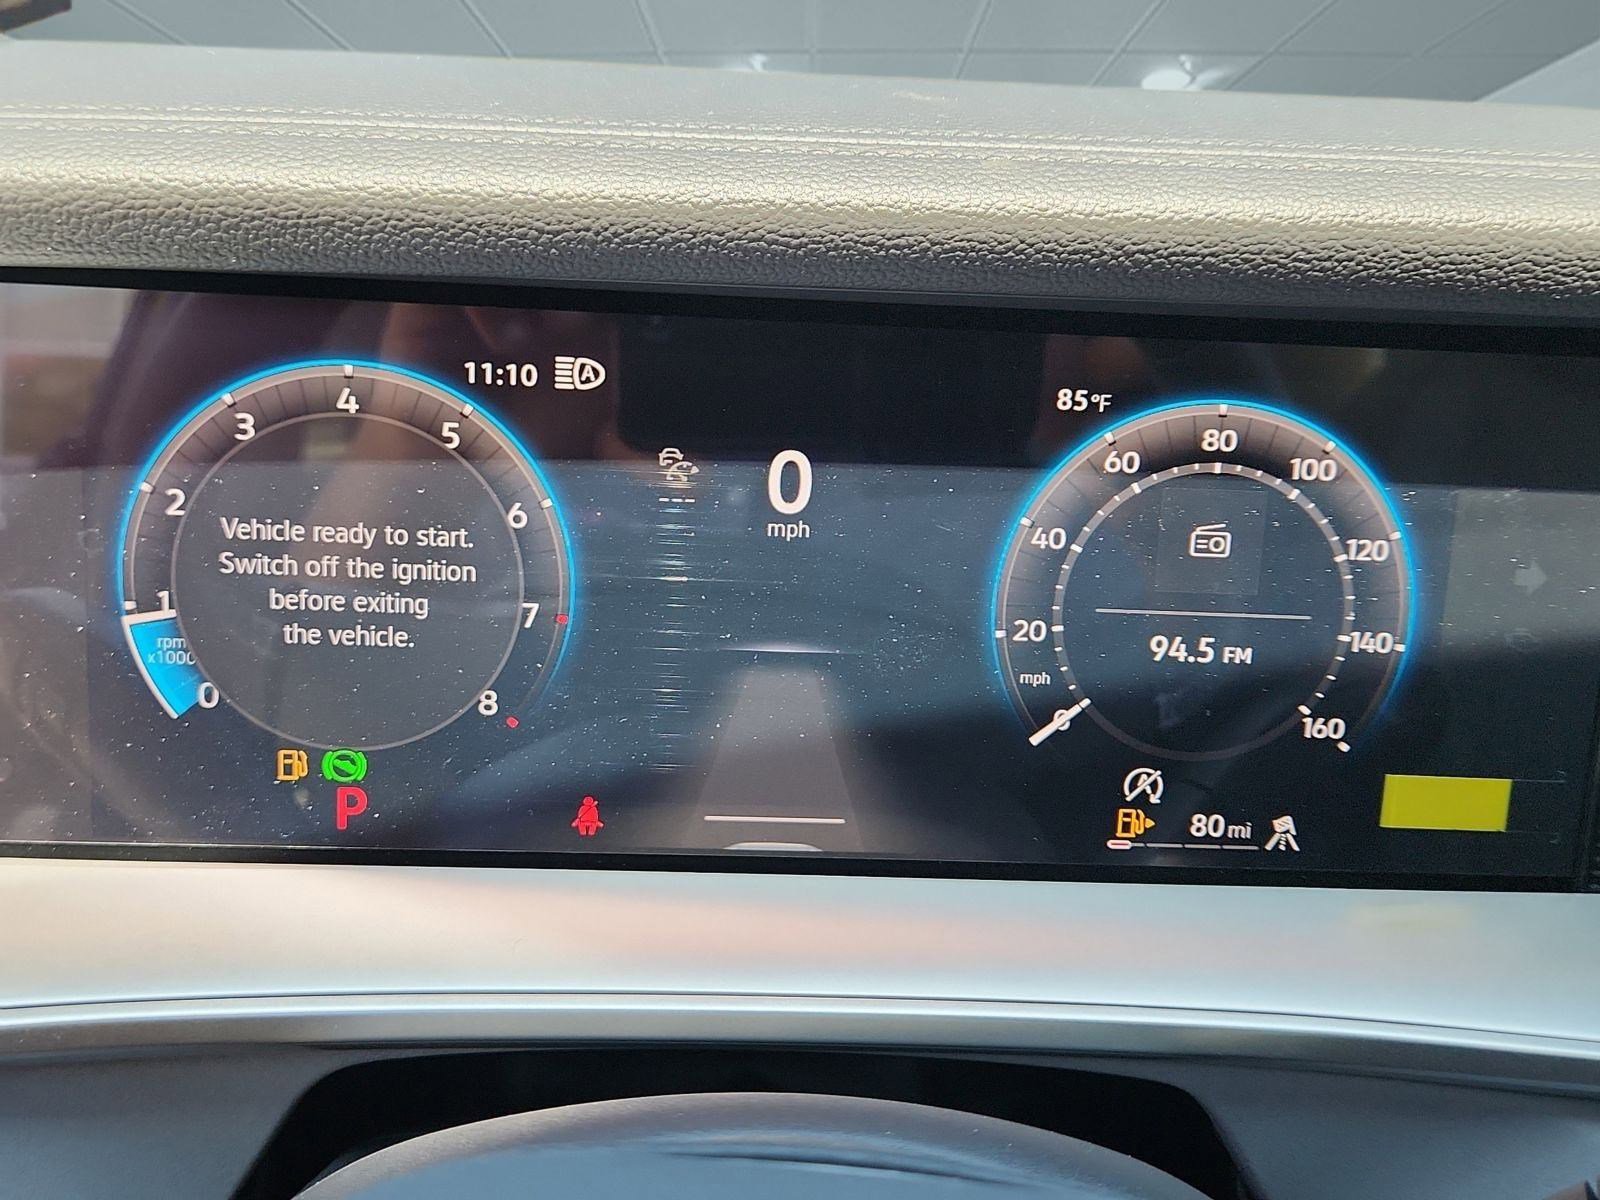 11:10 A
85°F
4
3 5
2 6
1 7
0 8
rpm
x1000
Vehicle ready to start.
Switch off the ignition
before exiting
the vehicle.
P
0
mph
80
60 100
40 120
20 140
0 160
mph
94.5 FM
A
80 mi